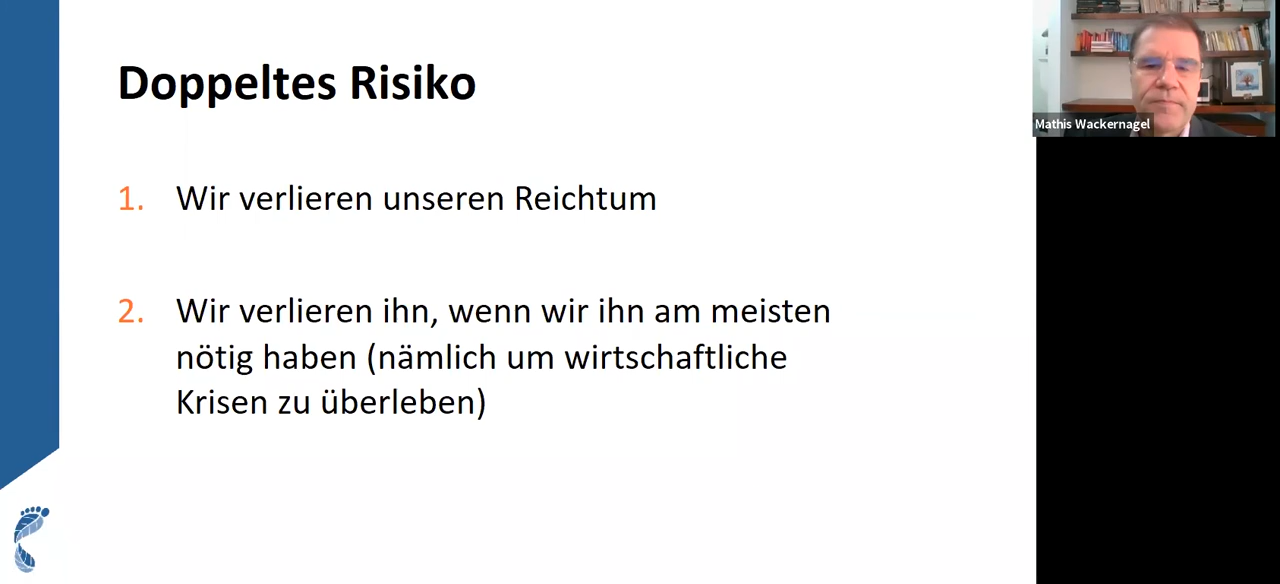 Doppeltes Risiko
1. Wir verlieren unseren Reichtum
2. Wir verlieren ihn, wenn wir ihn am meisten
nötig haben (nämlich um wirtschaftliche
Krisen zu überleben)
Mathis Wackernagel